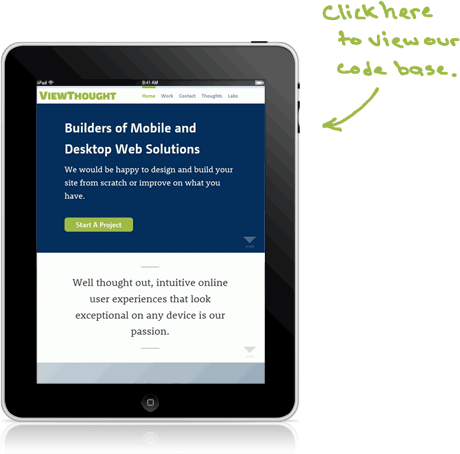 Click here
to view our
code base.
iPad
9:41 AM
VIEWTHOUGHT
Home Work Contact Thoughts Labs
Builders of Mobile and
Desktop Web Solutions
We would be happy to design and build your
site from scratch or improve on what you
have.
Start A Project
Well thought out, intuitive online
user experiences that look
exceptional on any device is our
passion.